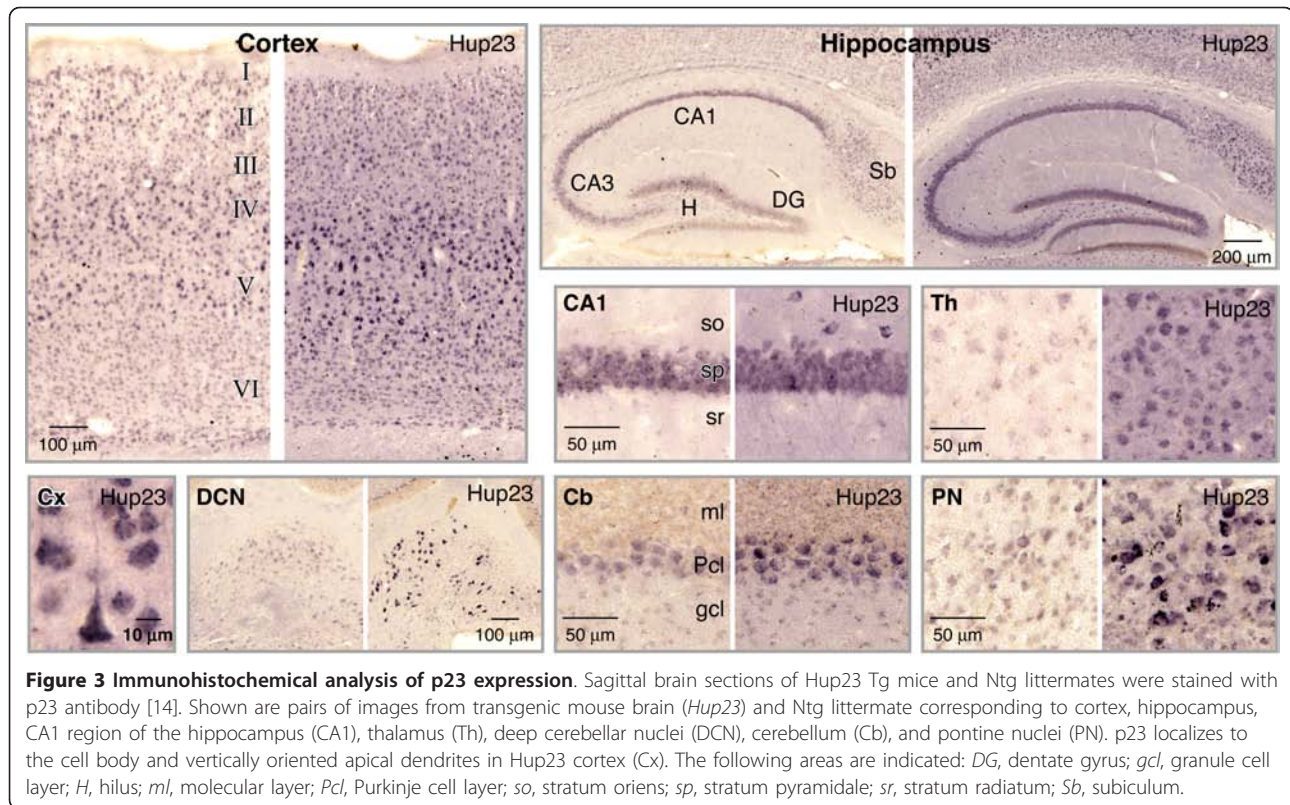 Cortex
Hup23
I
II
III
IV
V
VI
100 µm
Hippocampus
Hup23
CA1
CA3
H
DG
Sb
200 µm
CA1
Hup23
so
sp
sr
50 µm
Th
Hup23
50 µm
Cx
Hup23
10 µm
DCN
Hup23
100 µm
Cb
Hup23
ml
Pcl
gcl
50 µm
PN
Hup23
50 µm
Figure 3 Immunohistochemical analysis of p23 expression. Sagittal brain sections of Hup23 Tg mice and Ntg littermates were stained with
p23 antibody [14]. Shown are pairs of images from transgenic mouse brain (Hup23) and Ntg littermate corresponding to cortex, hippocampus,
CA1 region of the hippocampus (CA1), thalamus (Th), deep cerebellar nuclei (DCN), cerebellum (Cb), and pontine nuclei (PN). p23 localizes to
the cell body and vertically oriented apical dendrites in Hup23 cortex (Cx). The following areas are indicated: DG, dentate gyrus; gcl, granule cell
layer; H, hilus; ml, molecular layer; Pcl, Purkinje cell layer; so, stratum oriens; sp, stratum pyramidale; sr, stratum radiatum; Sb, subiculum.